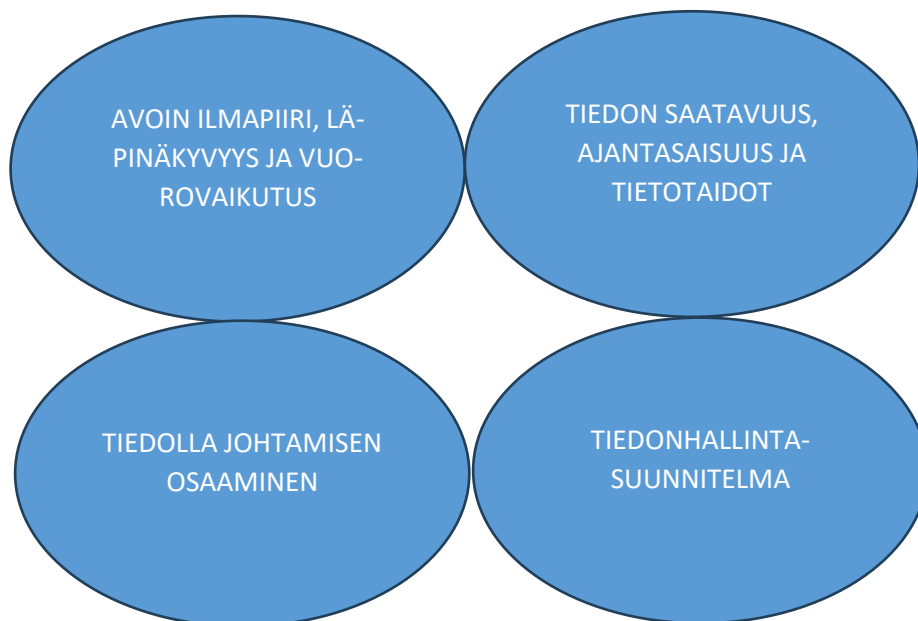 AVOIN ILMAPIIRI, LÄ-
PINÄKYVYYS JA VUO-
ROVAIKUTUS
TIEDON SAATAVUUS,
AJANTASAISUUS JA
TIETOTAIDOT
TIEDOLLA JOHTAMISEN
OSAAMINEN
TIEDONHALLINTA-
SUUNNITELMA